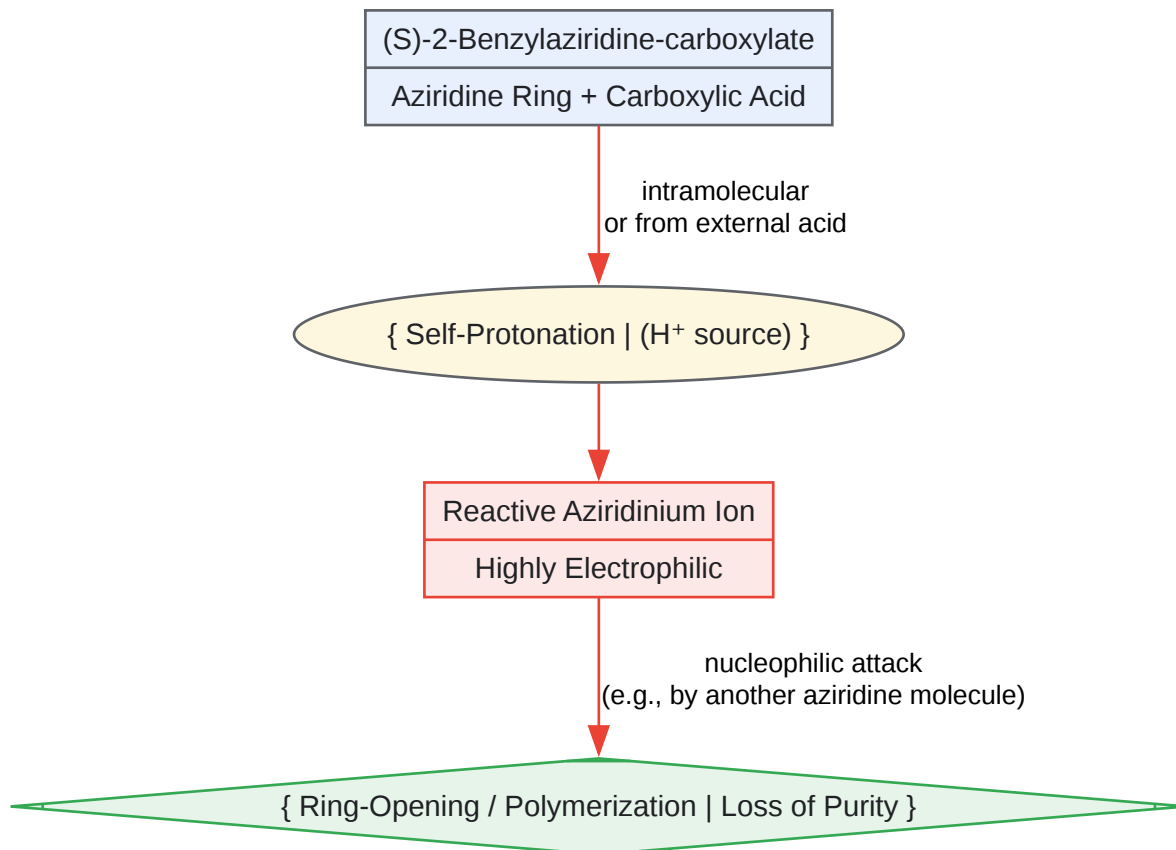 (S)-2-Benzylaziridine-carboxylate
Aziridine Ring + Carboxylic Acid
intramolecular
or from external acid
{ Self-Protonation | (H⁺ source) }
Reactive Aziridinium Ion
Highly Electrophilic
nucleophilic attack
(e.g., by another aziridine molecule)
{ Ring-Opening / Polymerization | Loss of Purity }